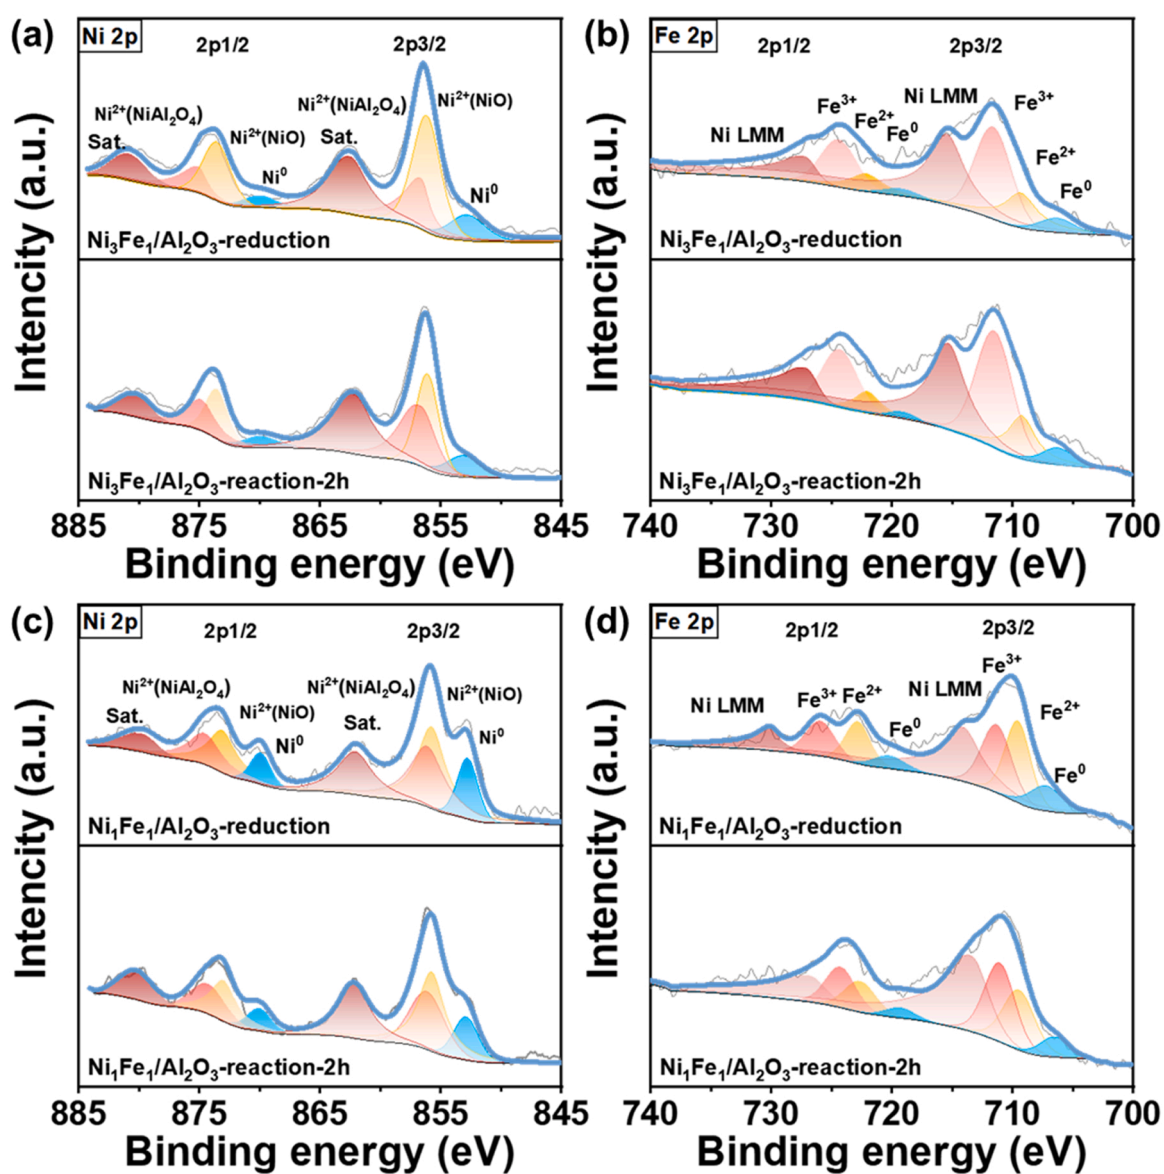 (a)
Ni 2p
2p1/2
2p3/2
Ni²⁺(NiAl₂O₄)
Sat.
Ni²⁺(NiO)
Ni⁰
Ni²⁺(NiAl₂O₄)
Sat.
Ni²⁺(NiO)
Ni⁰
Ni₃Fe₁/Al₂O₃-reduction
Ni₃Fe₁/Al₂O₃-reaction-2h
Intencity (a.u.)
Intencity (a.u.)
885 875 865 855 845
Binding energy (eV)
(b)
Fe 2p
2p1/2
2p3/2
Ni LMM
Fe³⁺
Fe²⁺
Fe⁰
Ni LMM
Fe³⁺
Fe²⁺
Fe⁰
Ni₃Fe₁/Al₂O₃-reduction
Ni₃Fe₁/Al₂O₃-reaction-2h
Intencity (a.u.)
Intencity (a.u.)
740 730 720 710 700
Binding energy (eV)
(c)
Ni 2p
2p1/2
2p3/2
Ni²⁺(NiAl₂O₄)
Sat.
Ni²⁺(NiO)
Ni⁰
Ni²⁺(NiAl₂O₄)
Sat.
Ni²⁺(NiO)
Ni⁰
Ni₁Fe₁/Al₂O₃-reduction
Ni₁Fe₁/Al₂O₃-reaction-2h
Intencity (a.u.)
Intencity (a.u.)
885 875 865 855 845
Binding energy (eV)
(d)
Fe 2p
2p1/2
2p3/2
Ni LMM
Fe³⁺
Fe²⁺
Fe⁰
Ni LMM
Fe³⁺
Fe²⁺
Fe⁰
Ni₁Fe₁/Al₂O₃-reduction
Ni₁Fe₁/Al₂O₃-reaction-2h
Intencity (a.u.)
Intencity (a.u.)
740 730 720 710 700
Binding energy (eV)